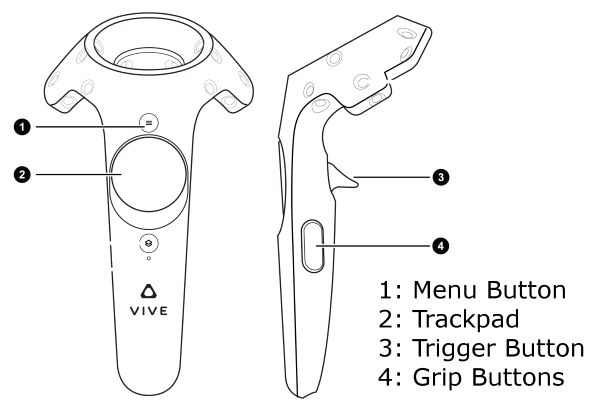 1
2
3
4
VIVE
1: Menu Button
2: Trackpad
3: Trigger Button
4: Grip Buttons